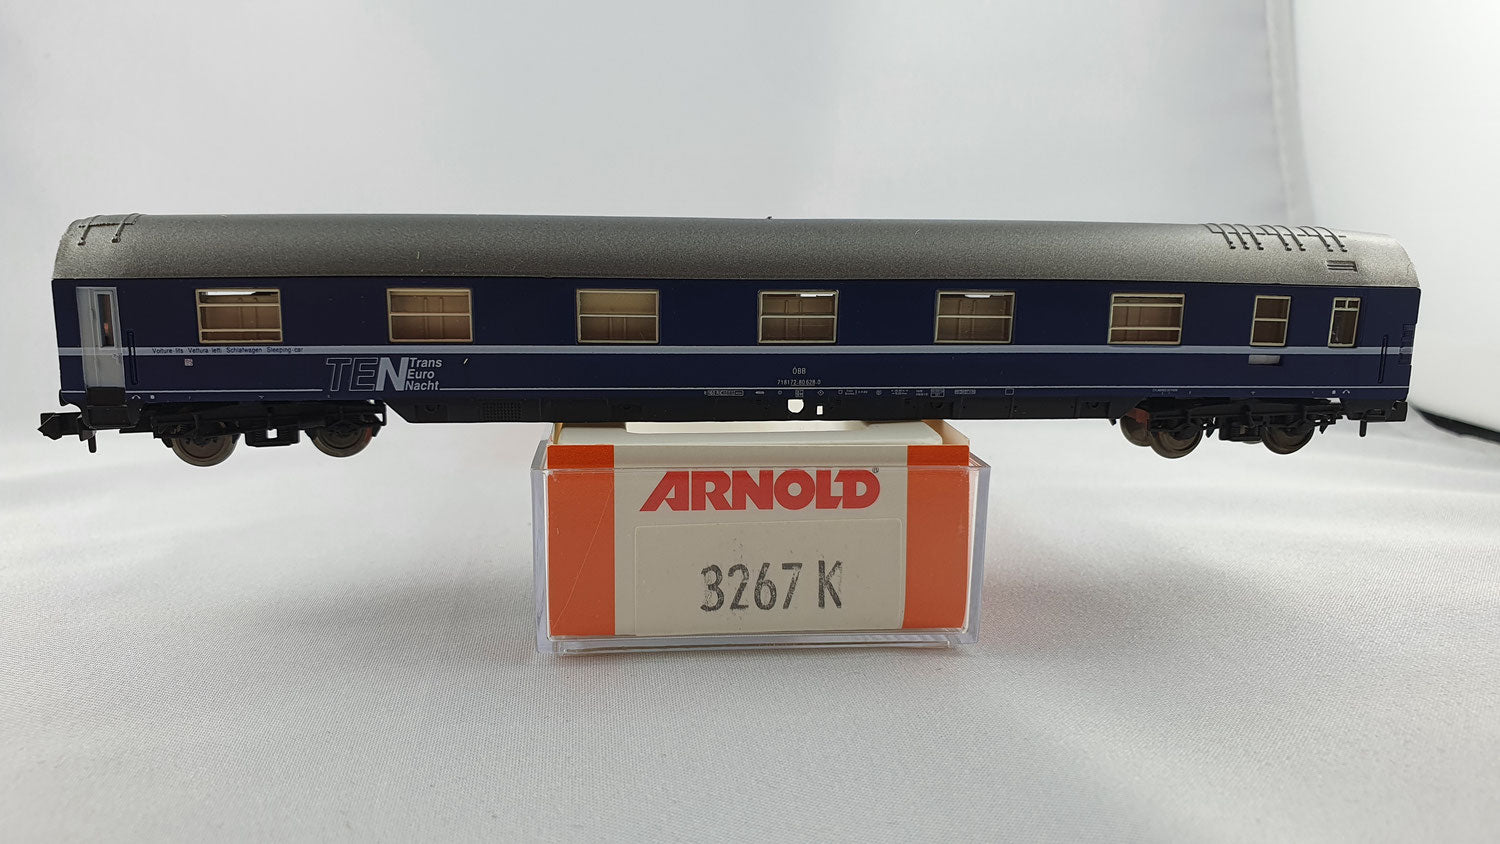 Voiture-lits Vettura-letti Schlafwagen Sleeping-car
TEN Trans
Euro
Nacht
ÖBB
ARNOLD®
3267 K